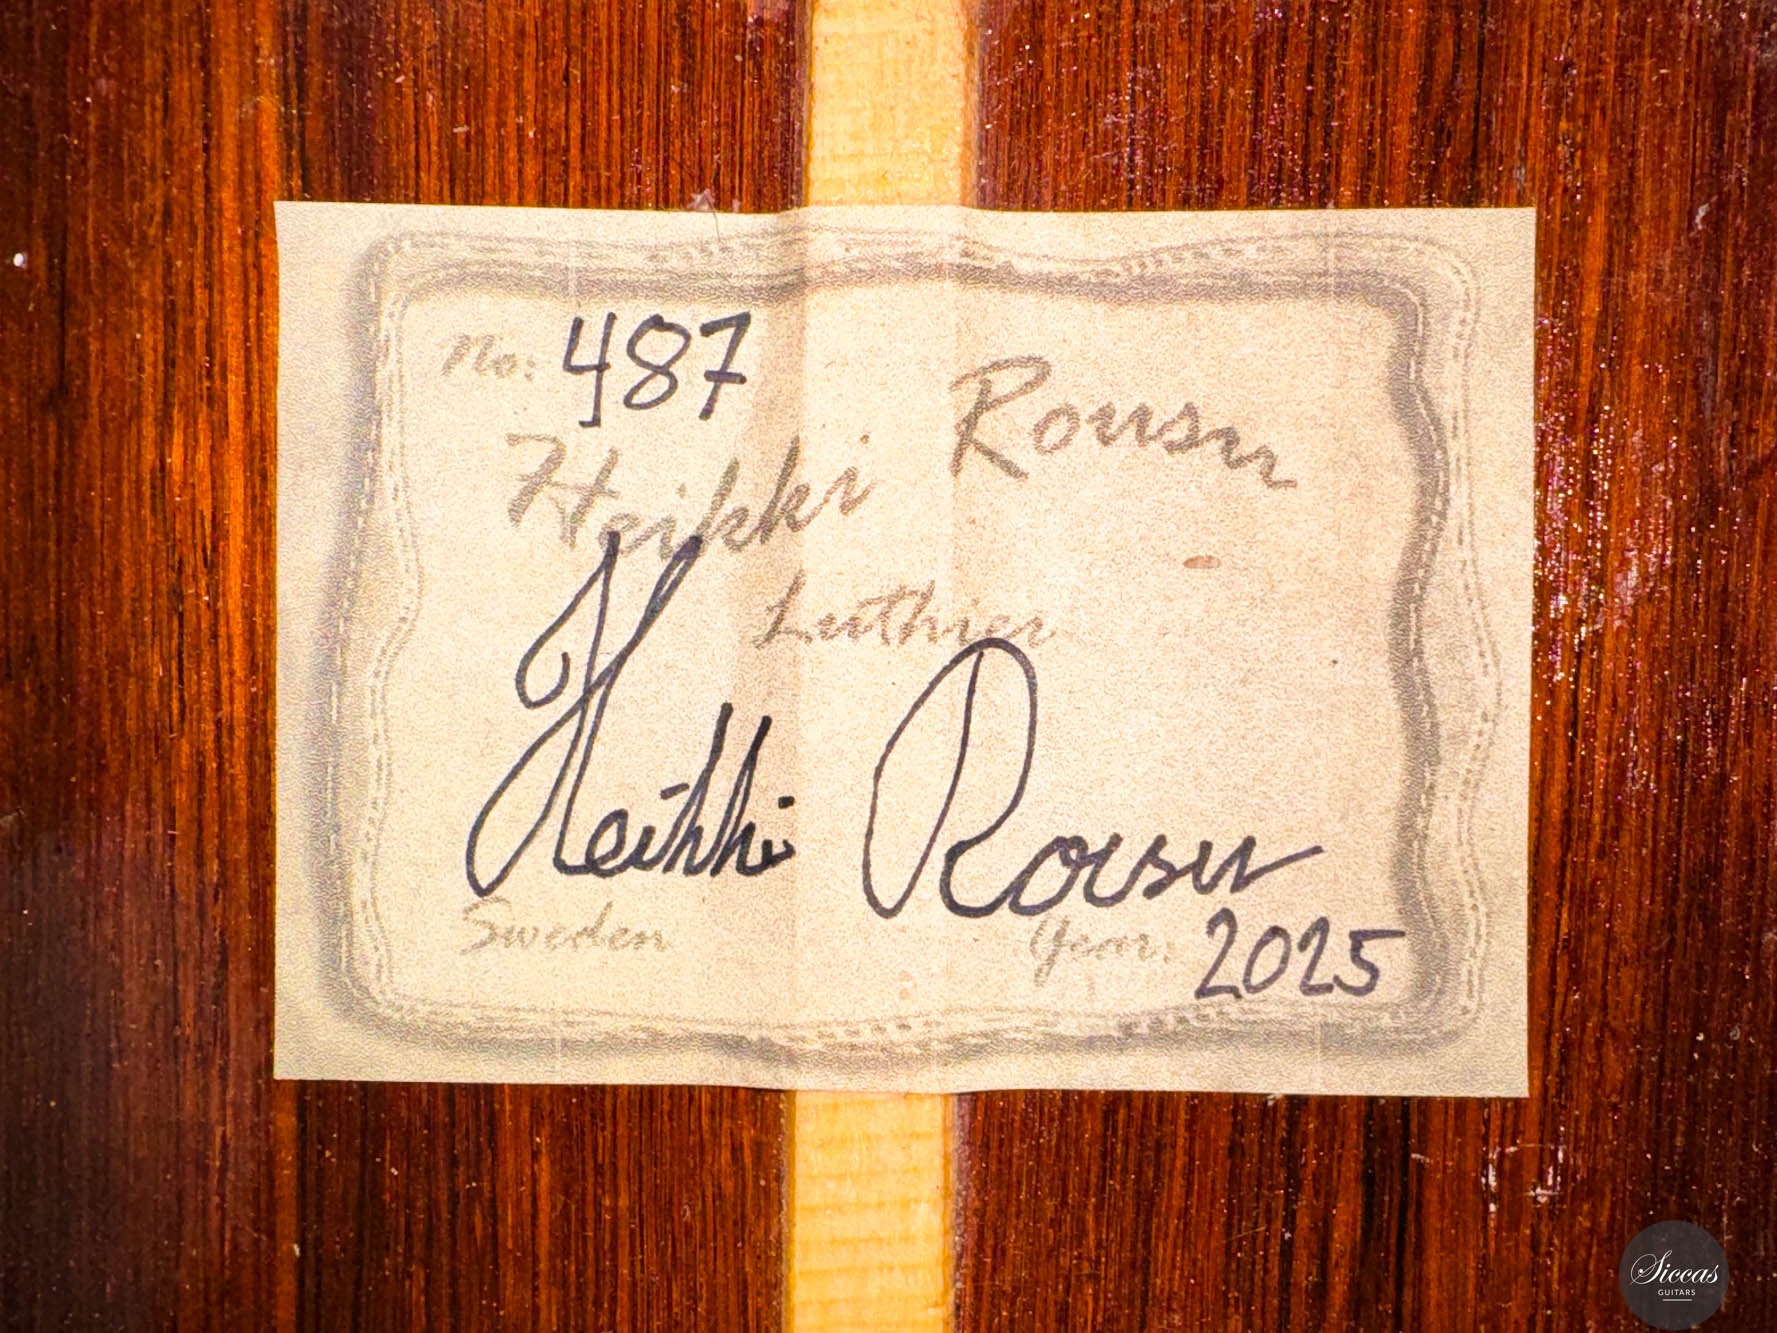 No: 487
Heikki Rousu
Luthier
Heikki Rousu
Sweden Year: 2025
Siccas
GUITARS